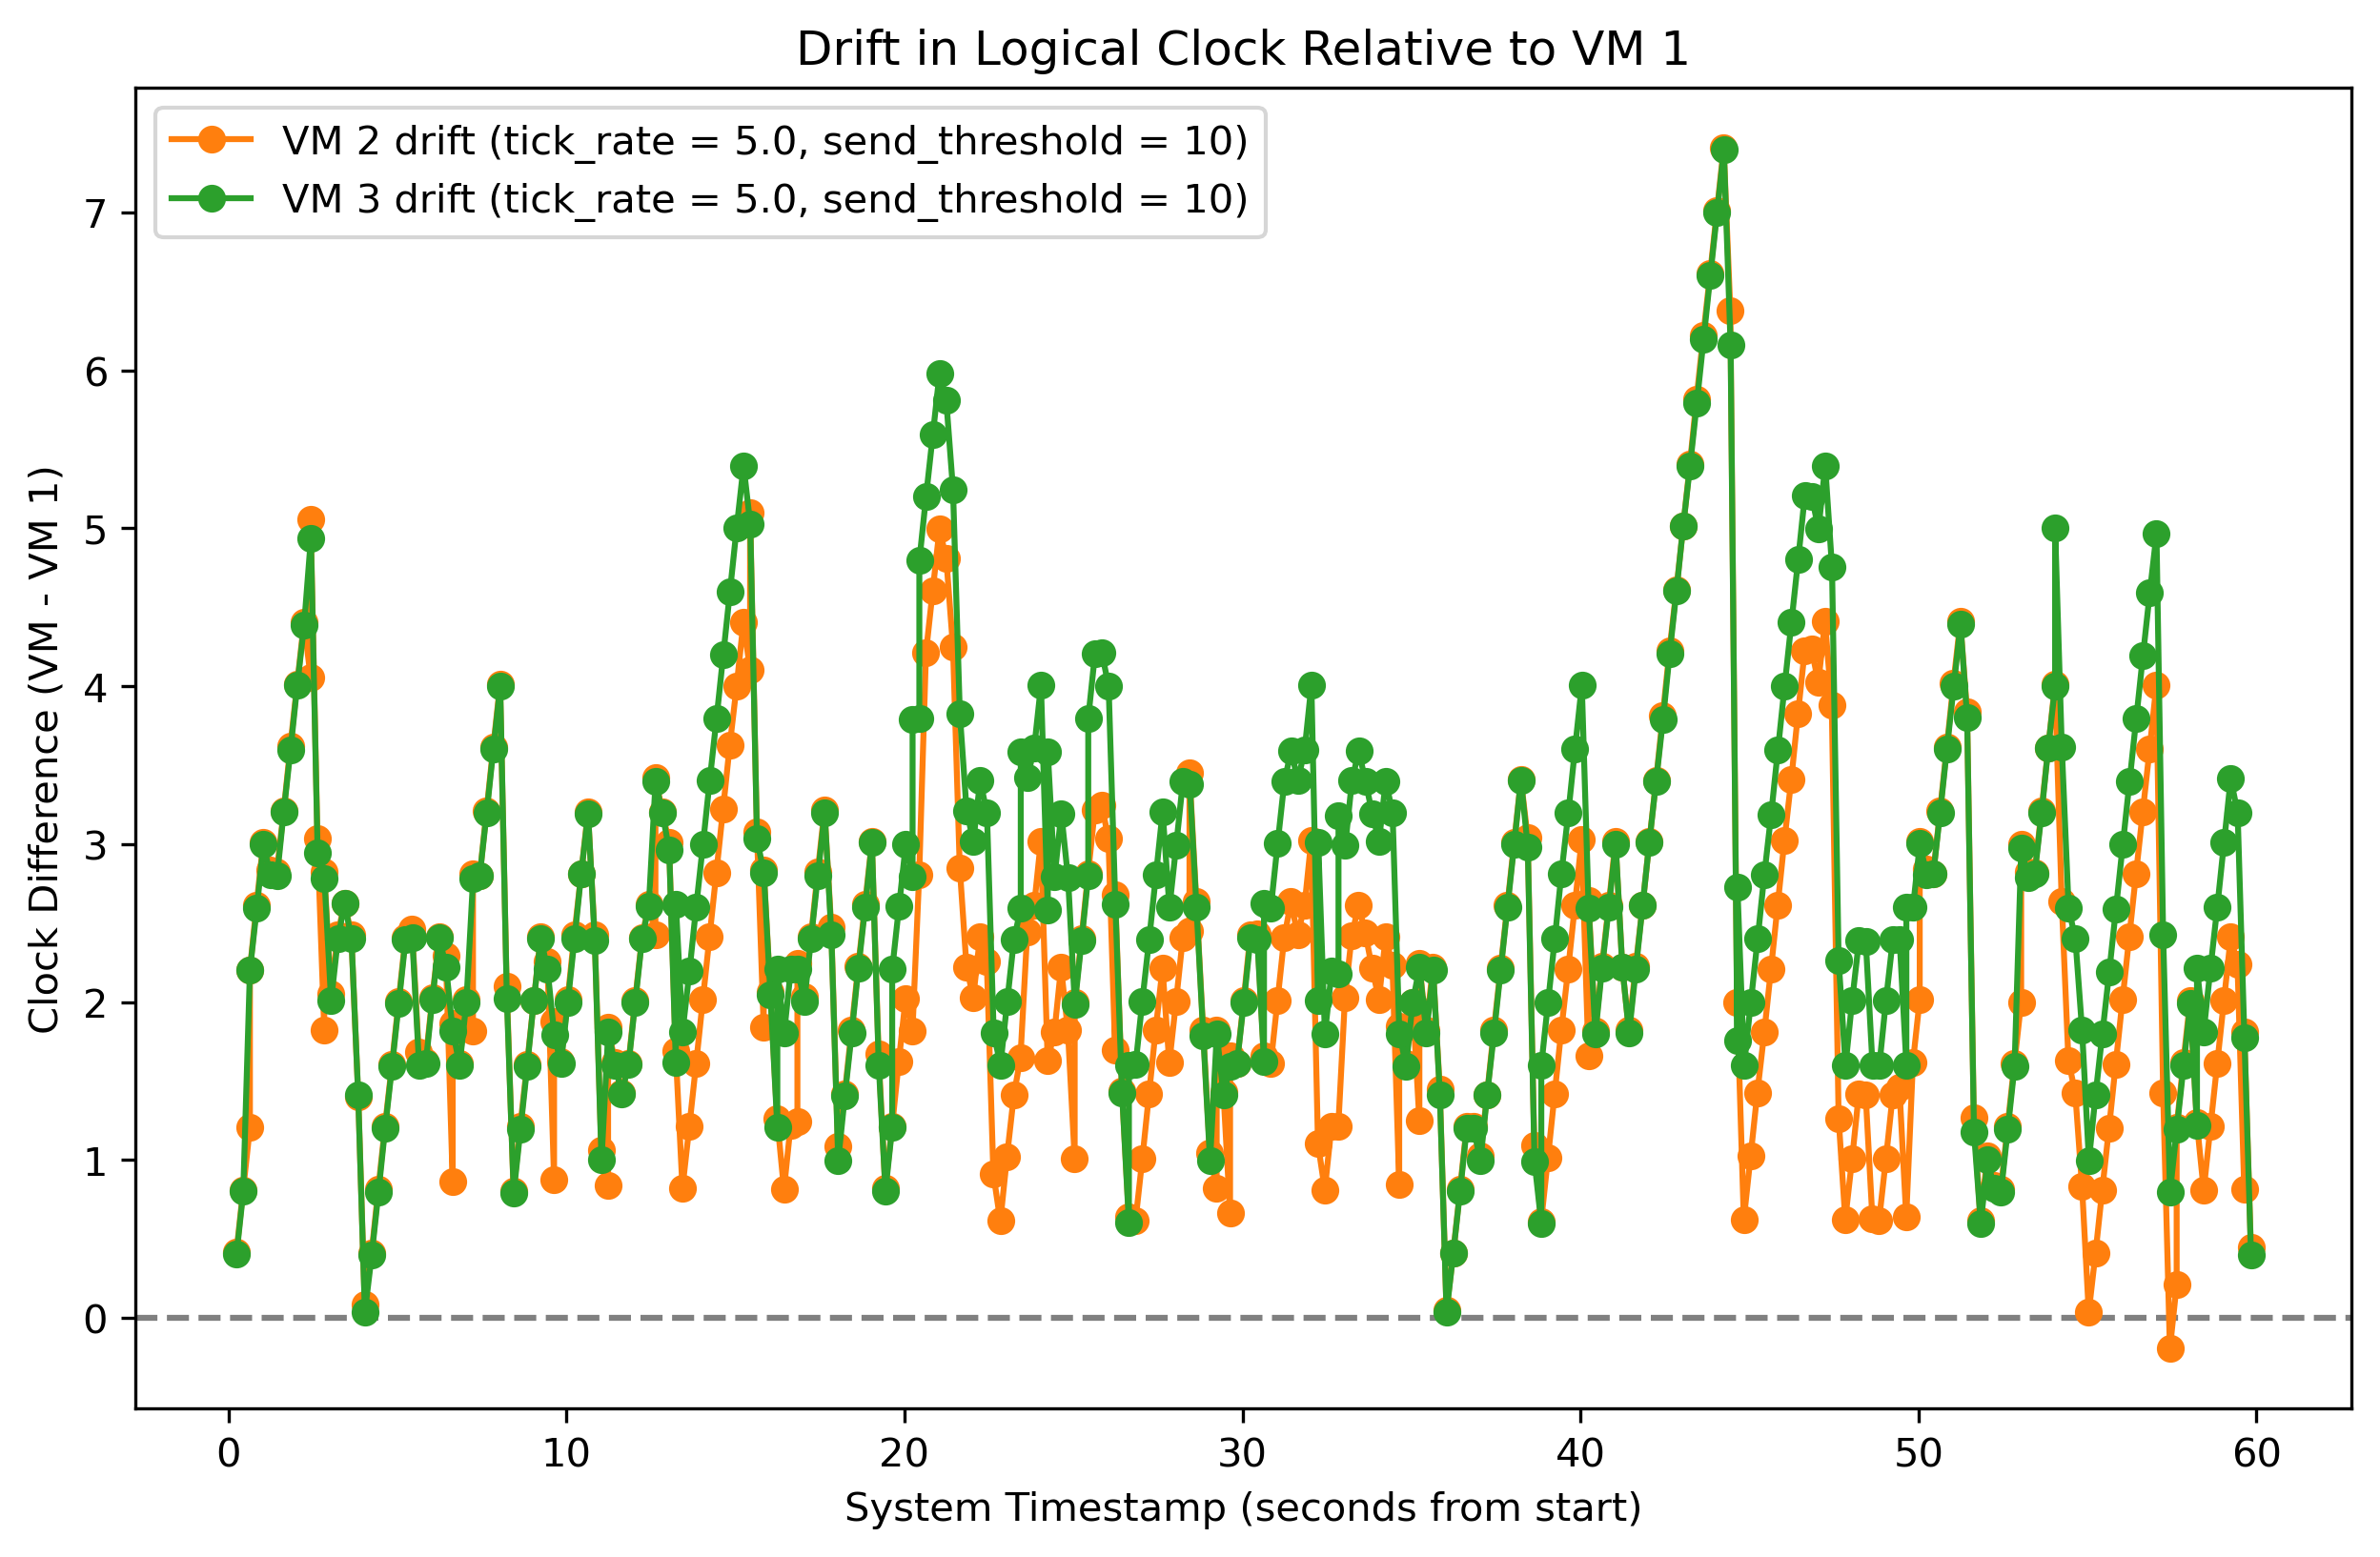 Drift in Logical Clock Relative to VM 1
VM 2 drift (tick_rate = 5.0, send_threshold = 10)
VM 3 drift (tick_rate = 5.0, send_threshold = 10)
Clock Difference (VM - VM 1)
7
6
5
4
3
2
1
0
0 10 20 30 40 50 60
System Timestamp (seconds from start)